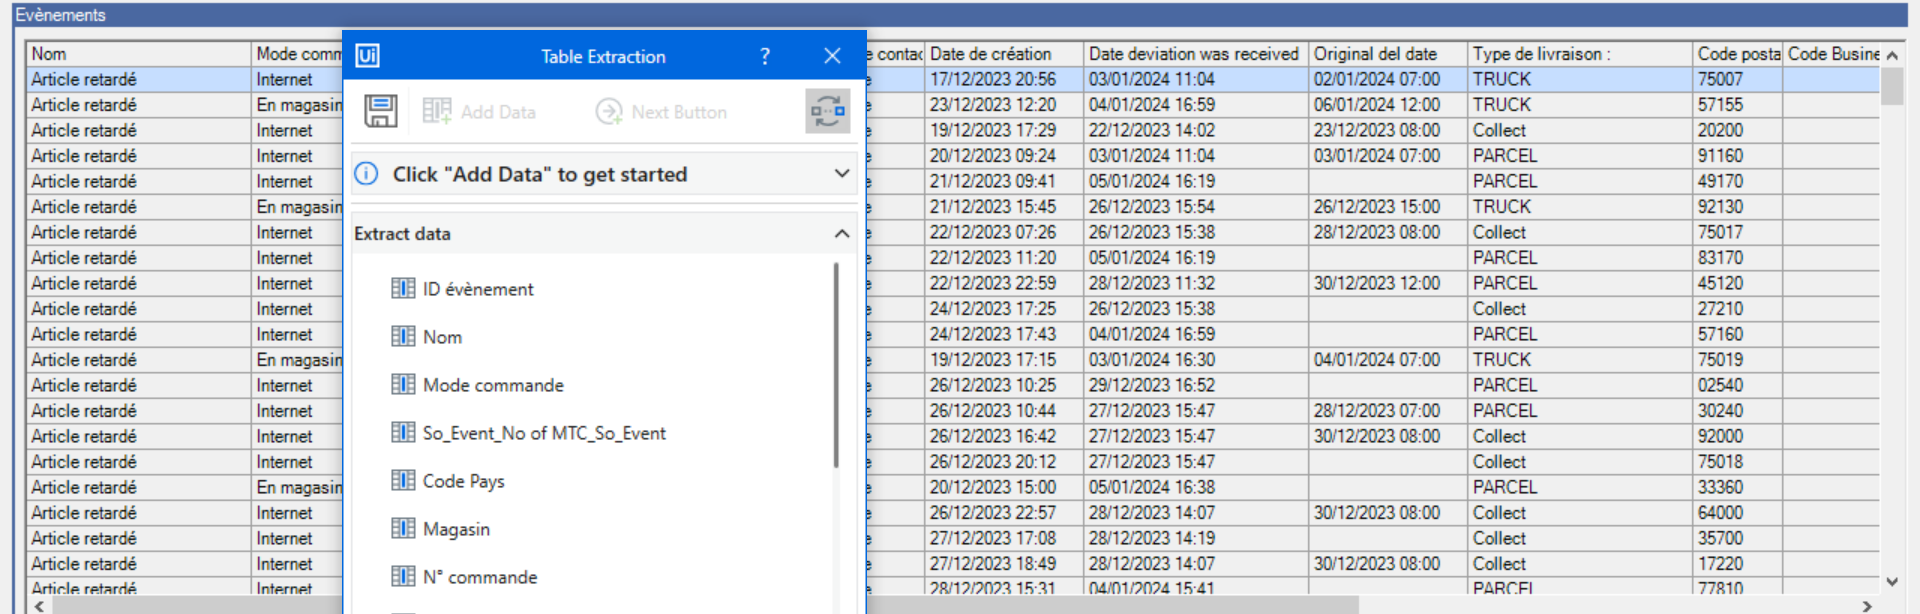 Evènements
Nom Mode comm contac Date de création Date deviation was received Original del date Type de livraison : Code posta Code Busine
Article retardé Internet 17/12/2023 20:56 03/01/2024 11:04 02/01/2024 07:00 TRUCK 75007
Article retardé En magasin 23/12/2023 12:20 04/01/2024 16:59 06/01/2024 12:00 TRUCK 57155
Article retardé Internet 19/12/2023 17:29 22/12/2023 14:02 23/12/2023 08:00 Collect 20200
Article retardé Internet 20/12/2023 09:24 03/01/2024 11:04 03/01/2024 07:00 PARCEL 91160
Article retardé Internet 21/12/2023 09:41 05/01/2024 16:19 PARCEL 49170
Article retardé En magasin 21/12/2023 15:45 26/12/2023 15:54 26/12/2023 15:00 TRUCK 92130
Article retardé Internet 22/12/2023 07:26 26/12/2023 15:38 28/12/2023 08:00 Collect 75017
Article retardé Internet 22/12/2023 11:20 05/01/2024 16:19 PARCEL 83170
Article retardé Internet 22/12/2023 22:59 28/12/2023 11:32 30/12/2023 12:00 PARCEL 45120
Article retardé Internet 24/12/2023 17:25 26/12/2023 15:38 Collect 27210
Article retardé Internet 24/12/2023 17:43 04/01/2024 16:59 PARCEL 57160
Article retardé En magasin 19/12/2023 17:15 03/01/2024 16:30 04/01/2024 07:00 TRUCK 75019
Article retardé Internet 26/12/2023 10:25 29/12/2023 16:52 PARCEL 02540
Article retardé Internet 26/12/2023 10:44 27/12/2023 15:47 28/12/2023 07:00 PARCEL 30240
Article retardé Internet 26/12/2023 16:42 27/12/2023 15:47 30/12/2023 08:00 Collect 92000
Article retardé Internet 26/12/2023 20:12 27/12/2023 15:47 Collect 75018
Article retardé En magasin 20/12/2023 15:00 05/01/2024 16:38 PARCEL 33360
Article retardé Internet 26/12/2023 22:57 28/12/2023 14:07 30/12/2023 08:00 Collect 64000
Article retardé Internet 27/12/2023 17:08 28/12/2023 14:19 Collect 35700
Article retardé Internet 27/12/2023 18:49 28/12/2023 14:07 30/12/2023 08:00 Collect 17220
Article retardé Internet 28/12/2023 15:31 04/01/2024 15:41 PARCEL 77810
Ui Table Extraction ?
Add Data Next Button
Click "Add Data" to get started
Extract data
ID évènement
Nom
Mode commande
So_Event_No of MTC_So_Event
Code Pays
Magasin
N° commande